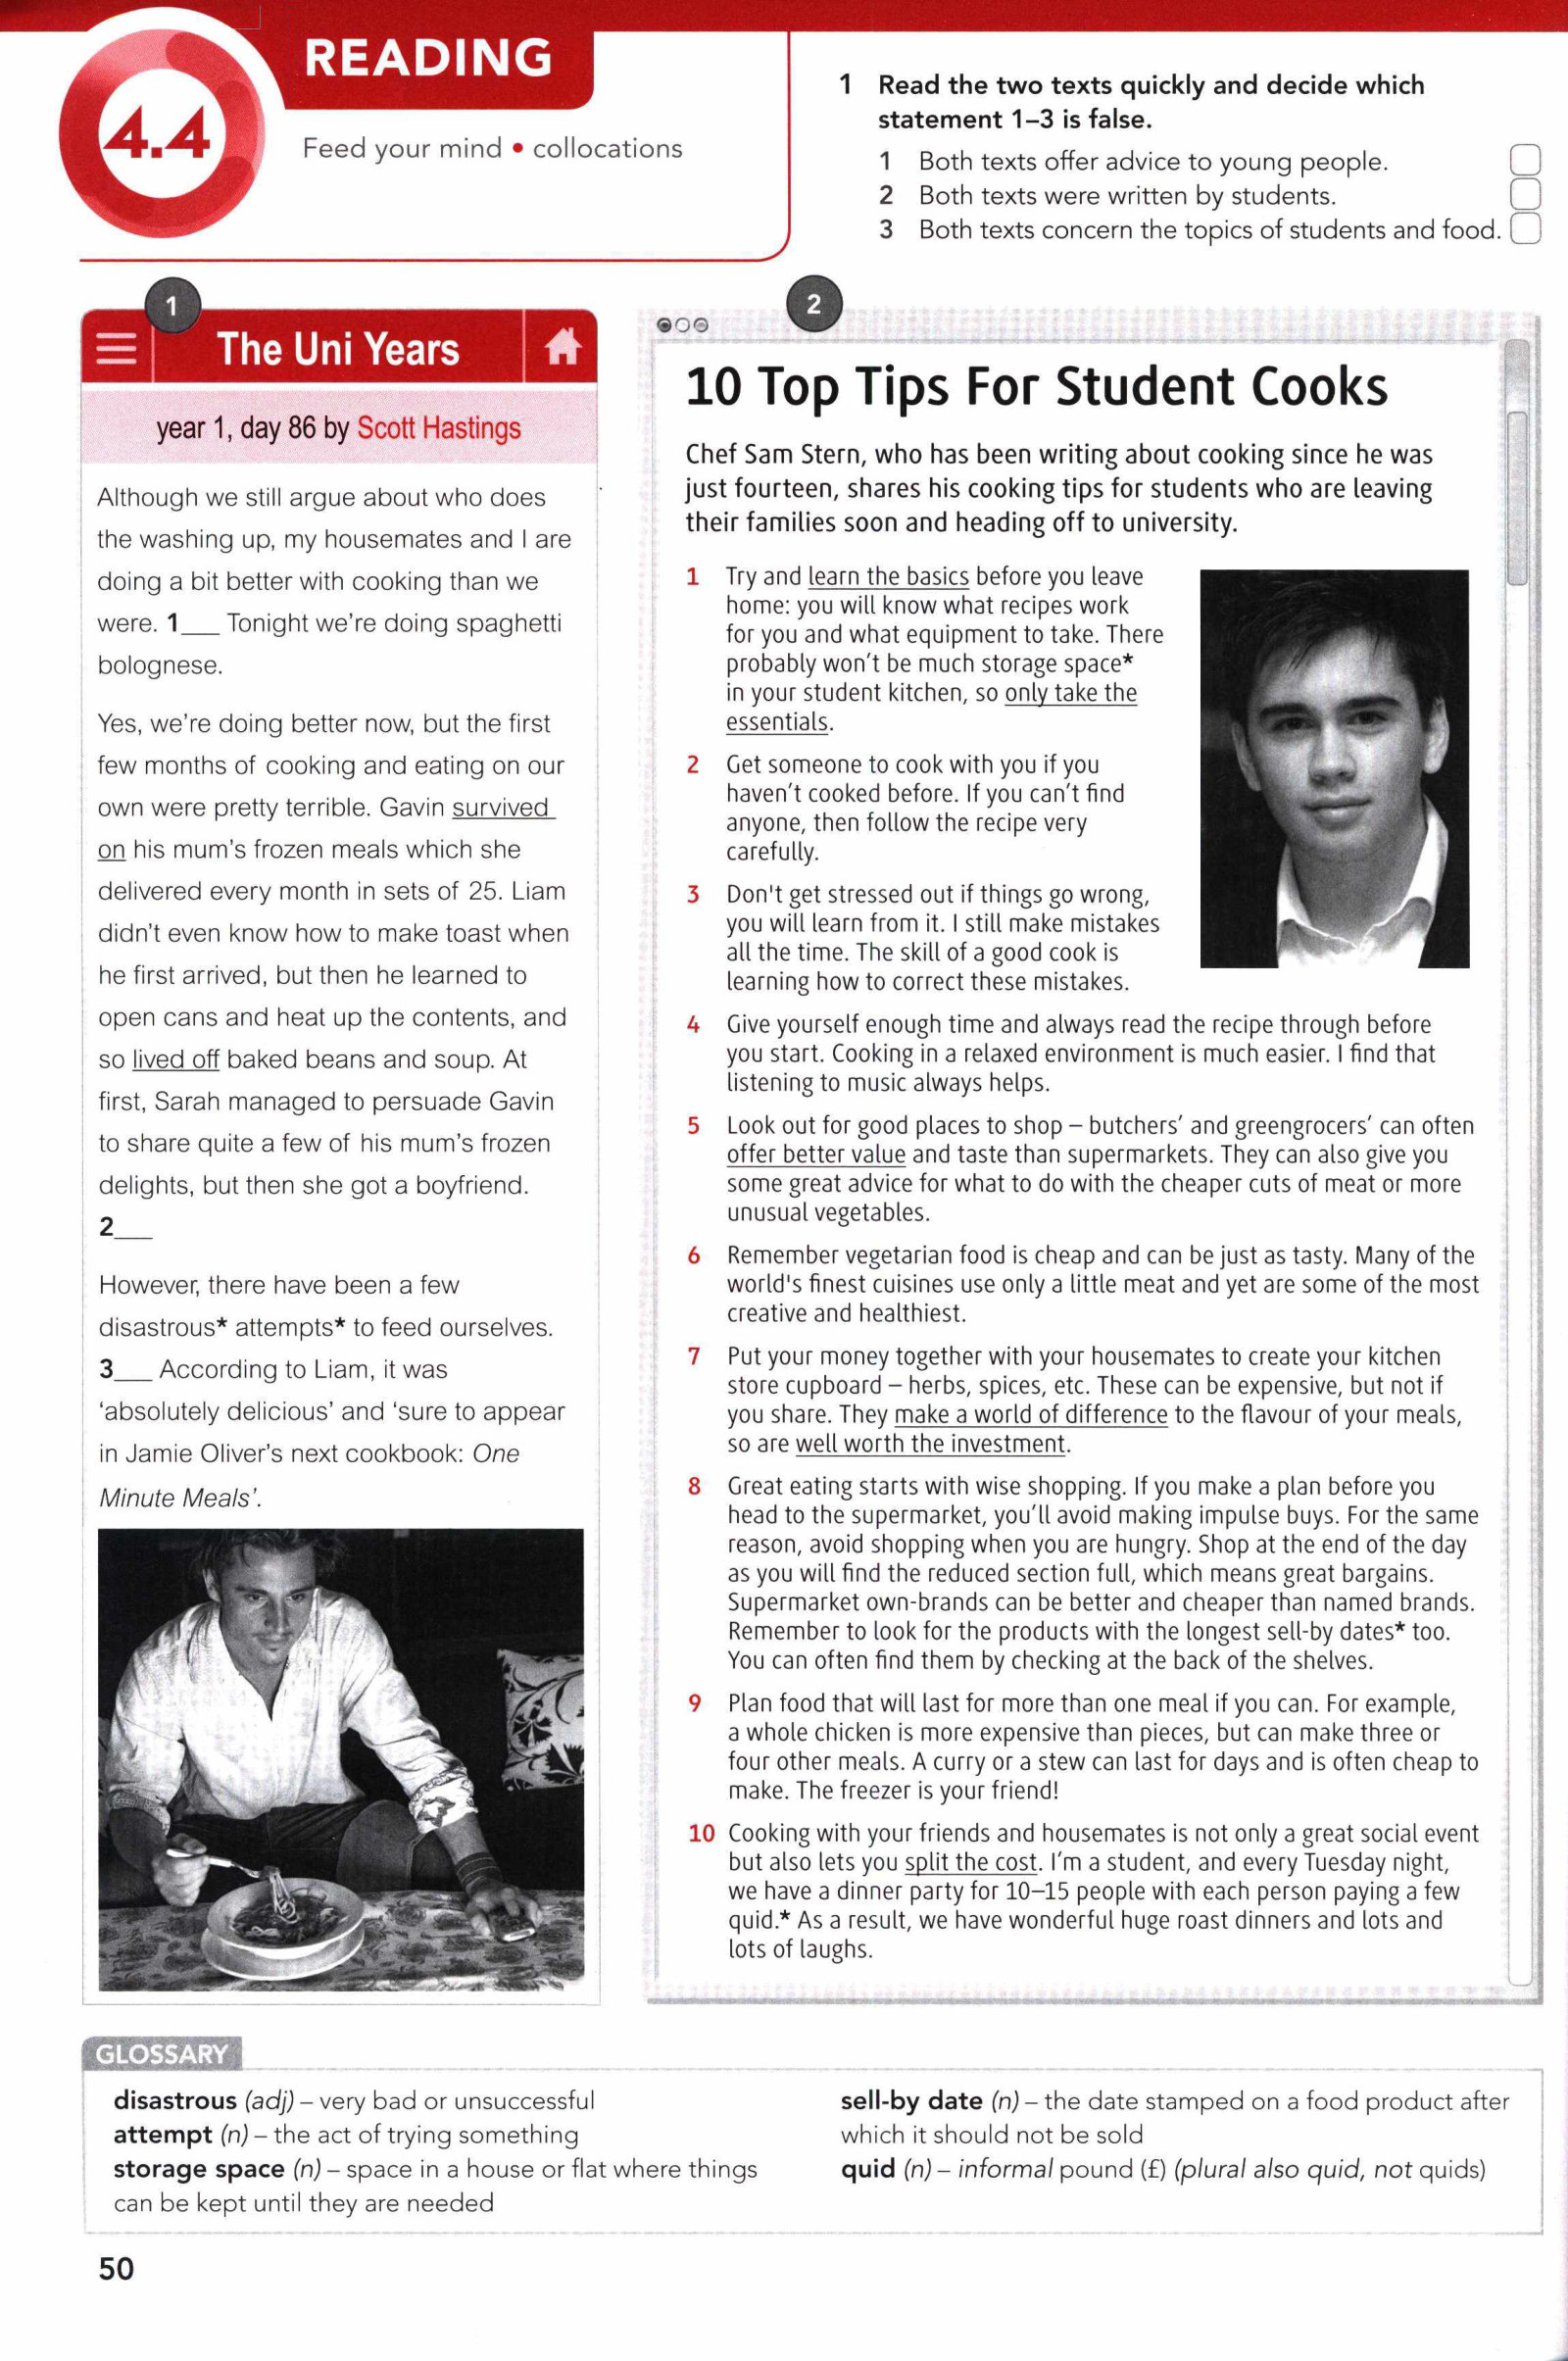 READING
4.4
Feed your mind • collocations
1 Read the two texts quickly and decide which
statement 1–3 is false.
1 Both texts offer advice to young people.
2 Both texts were written by students.
3 Both texts concern the topics of students and food.
1
The Uni Years
year 1, day 86 by Scott Hastings
Although we still argue about who does
the washing up, my housemates and I are
doing a bit better with cooking than we
were. 1___ Tonight we're doing spaghetti
bolognese.
Yes, we're doing better now, but the first
few months of cooking and eating on our
own were pretty terrible. Gavin survived
on his mum's frozen meals which she
delivered every month in sets of 25. Liam
didn't even know how to make toast when
he first arrived, but then he learned to
open cans and heat up the contents, and
so lived off baked beans and soup. At
first, Sarah managed to persuade Gavin
to share quite a few of his mum's frozen
delights, but then she got a boyfriend.
2___
However, there have been a few
disastrous* attempts* to feed ourselves.
3___ According to Liam, it was
'absolutely delicious' and 'sure to appear
in Jamie Oliver's next cookbook: One
Minute Meals'.
2
10 Top Tips For Student Cooks
Chef Sam Stern, who has been writing about cooking since he was
just fourteen, shares his cooking tips for students who are leaving
their families soon and heading off to university.
1 Try and learn the basics before you leave
home: you will know what recipes work
for you and what equipment to take. There
probably won't be much storage space*
in your student kitchen, so only take the
essentials.
2 Get someone to cook with you if you
haven't cooked before. If you can't find
anyone, then follow the recipe very
carefully.
3 Don't get stressed out if things go wrong,
you will learn from it. I still make mistakes
all the time. The skill of a good cook is
learning how to correct these mistakes.
4 Give yourself enough time and always read the recipe through before
you start. Cooking in a relaxed environment is much easier. I find that
listening to music always helps.
5 Look out for good places to shop – butchers' and greengrocers' can often
offer better value and taste than supermarkets. They can also give you
some great advice for what to do with the cheaper cuts of meat or more
unusual vegetables.
6 Remember vegetarian food is cheap and can be just as tasty. Many of the
world's finest cuisines use only a little meat and yet are some of the most
creative and healthiest.
7 Put your money together with your housemates to create your kitchen
store cupboard – herbs, spices, etc. These can be expensive, but not if
you share. They make a world of difference to the flavour of your meals,
so are well worth the investment.
8 Great eating starts with wise shopping. If you make a plan before you
head to the supermarket, you'll avoid making impulse buys. For the same
reason, avoid shopping when you are hungry. Shop at the end of the day
as you will find the reduced section full, which means great bargains.
Supermarket own-brands can be better and cheaper than named brands.
Remember to look for the products with the longest sell-by dates* too.
You can often find them by checking at the back of the shelves.
9 Plan food that will last for more than one meal if you can. For example,
a whole chicken is more expensive than pieces, but can make three or
four other meals. A curry or a stew can last for days and is often cheap to
make. The freezer is your friend!
10 Cooking with your friends and housemates is not only a great social event
but also lets you split the cost. I'm a student, and every Tuesday night,
we have a dinner party for 10–15 people with each person paying a few
quid.* As a result, we have wonderful huge roast dinners and lots and
lots of laughs.
GLOSSARY
disastrous (adj) – very bad or unsuccessful
attempt (n) – the act of trying something
storage space (n) – space in a house or flat where things
can be kept until they are needed
sell-by date (n) – the date stamped on a food product after
which it should not be sold
quid (n) – informal pound (£) (plural also quid, not quids)
50